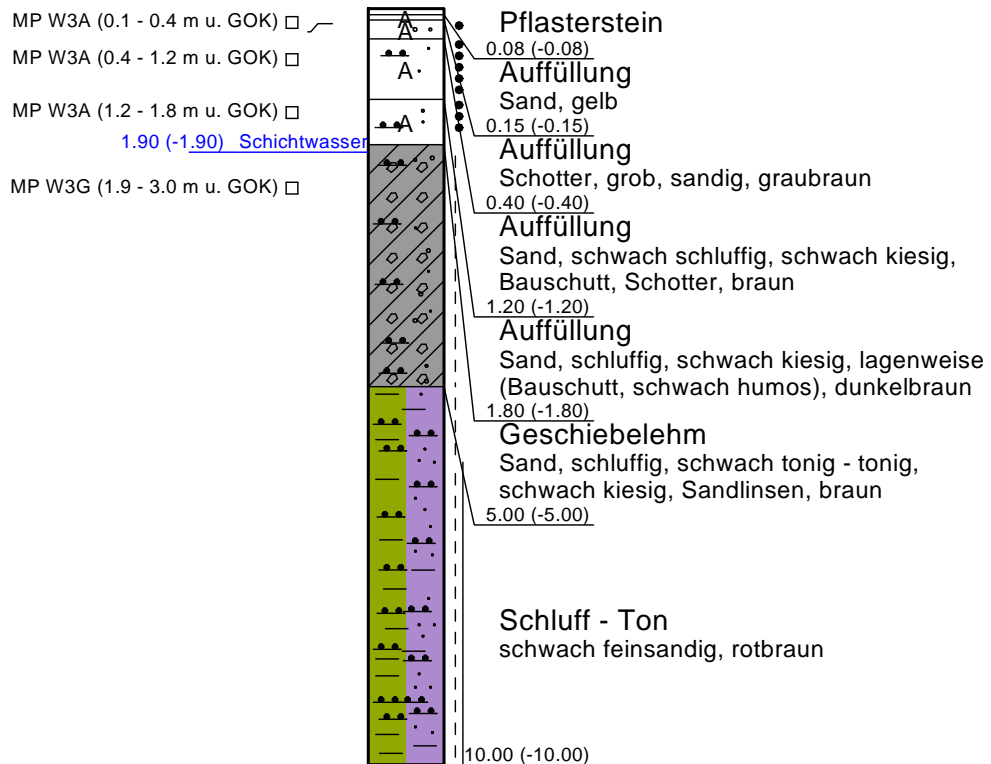 MP W3A (0.1 - 0.4 m u. GOK)
MP W3A (0.4 - 1.2 m u. GOK)
MP W3A (1.2 - 1.8 m u. GOK)
1.90 (-1.90) Schichtwasser
MP W3G (1.9 - 3.0 m u. GOK)
A
A
A
A
Pflasterstein
0.08 (-0.08)
Auffüllung
Sand, gelb
0.15 (-0.15)
Auffüllung
Schotter, grob, sandig, graubraun
0.40 (-0.40)
Auffüllung
Sand, schwach schluffig, schwach kiesig,
Bauschutt, Schotter, braun
1.20 (-1.20)
Auffüllung
Sand, schluffig, schwach kiesig, lagenweise
(Bauschutt, schwach humos), dunkelbraun
1.80 (-1.80)
Geschiebelehm
Sand, schluffig, schwach tonig - tonig,
schwach kiesig, Sandlinsen, braun
5.00 (-5.00)
Schluff - Ton
schwach feinsandig, rotbraun
10.00 (-10.00)